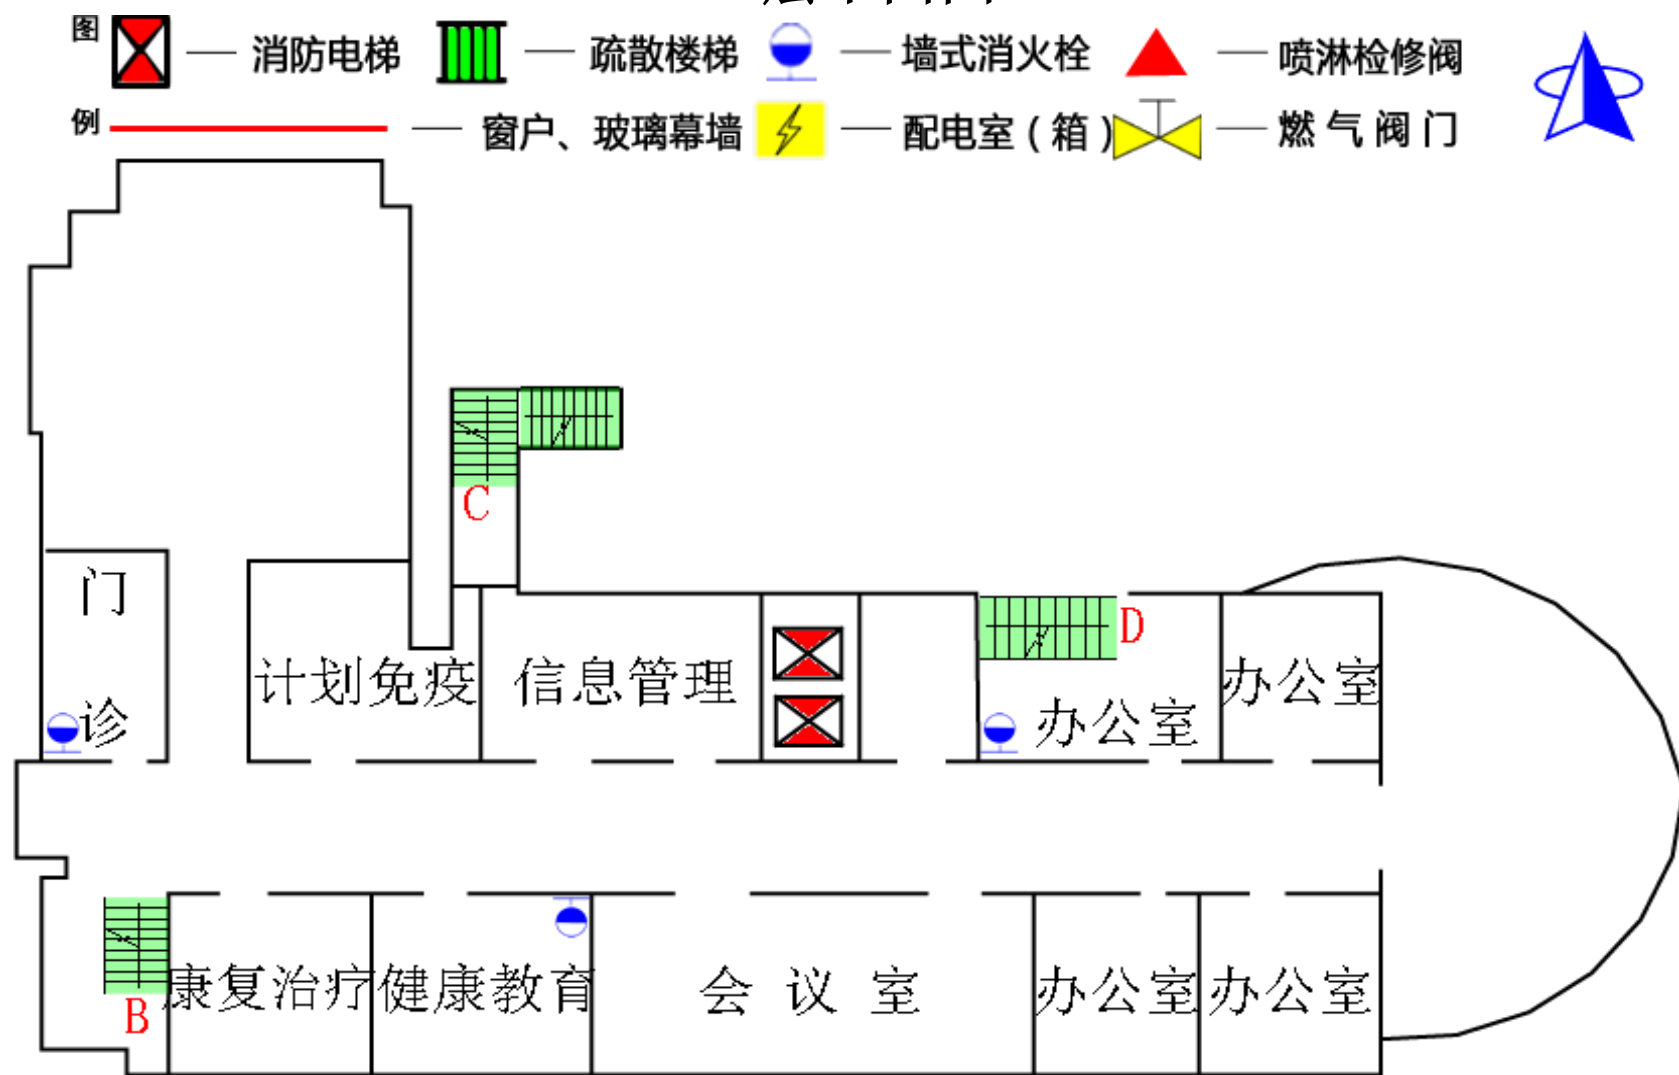 图
消防电梯 疏散楼梯 墙式消火栓 喷淋检修阀
例
窗户、玻璃幕墙 配电室(箱) 燃气阀门
C
门
诊
计划免疫 信息管理 D
办公室 办公室
康复治疗 健康教育 会议室 办公室 办公室
B